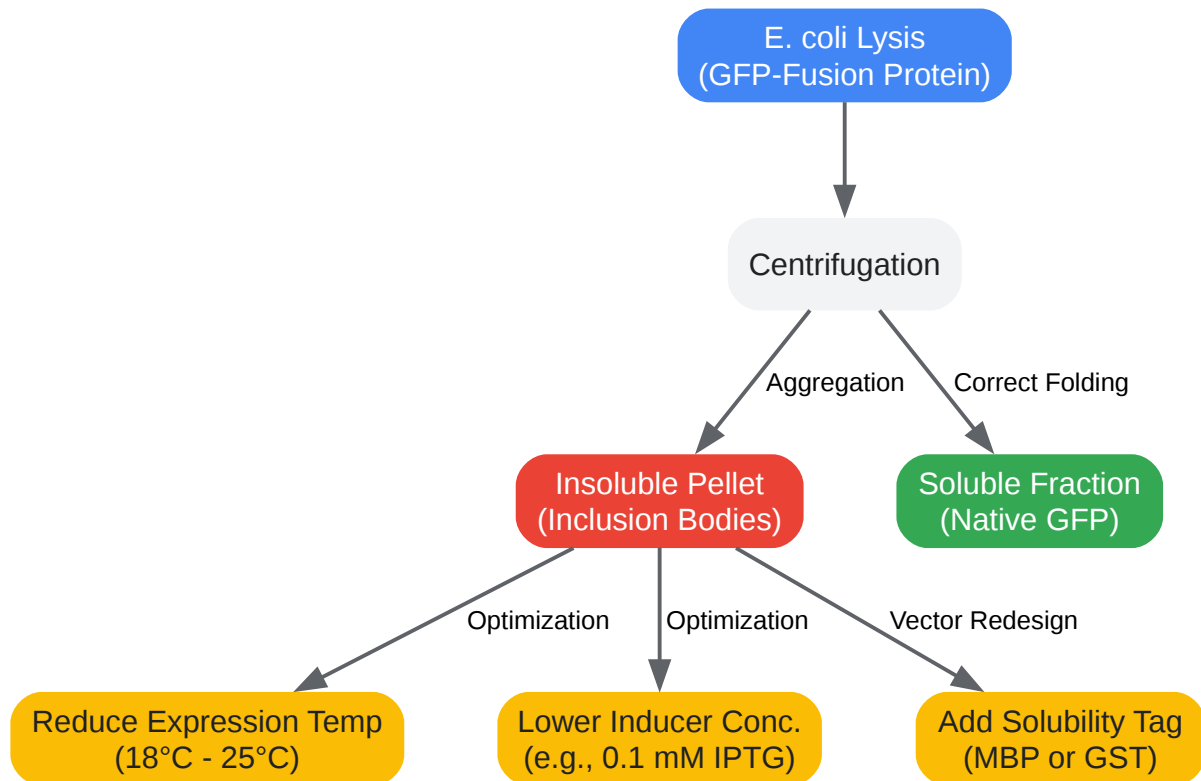 E. coli Lysis
(GFP-Fusion Protein)
Centrifugation
Aggregation
Correct Folding
Insoluble Pellet
(Inclusion Bodies)
Soluble Fraction
(Native GFP)
Optimization
Optimization
Vector Redesign
Reduce Expression Temp
(18°C - 25°C)
Lower Inducer Conc.
(e.g., 0.1 mM IPTG)
Add Solubility Tag
(MBP or GST)